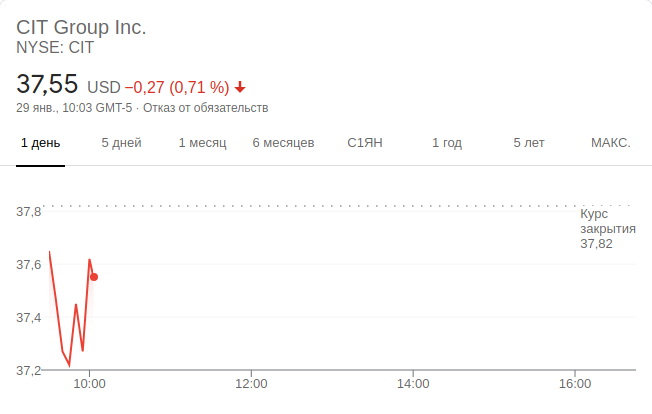 CIT Group Inc.
NYSE: CIT
37,55 USD −0,27 (0,71 %)
29 янв., 10:03 GMT-5 · Отказ от обязательств
1 день 5 дней 1 месяц 6 месяцев С1ЯН 1 год 5 лет МАКС.
37,8
Курс
закрытия
37,82
37,6
37,4
37,2
10:00 12:00 14:00 16:00